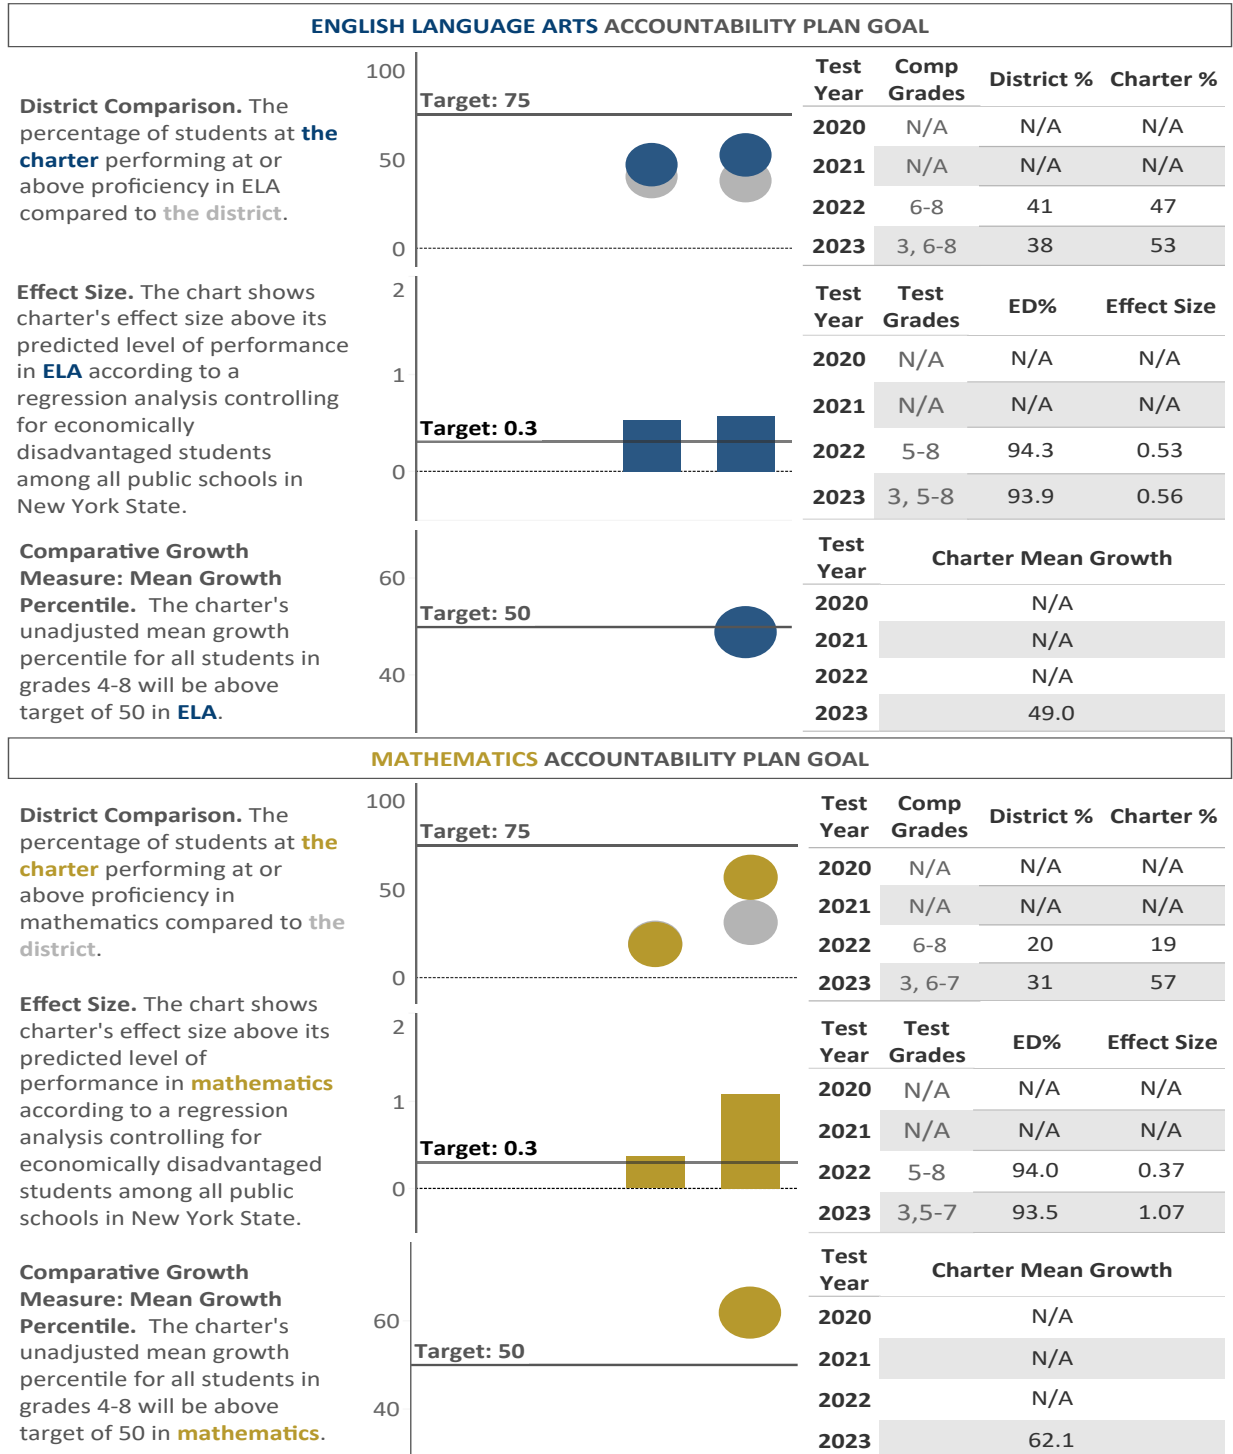 ENGLISH LANGUAGE ARTS ACCOUNTABILITY PLAN GOAL
District Comparison. The
percentage of students at the
charter performing at or
above proficiency in ELA
compared to the district.
100
50
0
Target: 75
Test Year Comp Grades District % Charter %
2020 N/A N/A N/A
2021 N/A N/A N/A
2022 6-8 41 47
2023 3, 6-8 38 53
Effect Size. The chart shows
charter's effect size above its
predicted level of performance
in ELA according to a
regression analysis controlling
for economically
disadvantaged students
among all public schools in
New York State.
2
1
Target: 0.3
0
Test Year Test Grades ED% Effect Size
2020 N/A N/A N/A
2021 N/A N/A N/A
2022 5-8 94.3 0.53
2023 3, 5-8 93.9 0.56
Comparative Growth
Measure: Mean Growth
Percentile. The charter's
unadjusted mean growth
percentile for all students in
grades 4-8 will be above
target of 50 in ELA.
60
Target: 50
40
Test Year Charter Mean Growth
2020 N/A
2021 N/A
2022 N/A
2023 49.0
MATHEMATICS ACCOUNTABILITY PLAN GOAL
District Comparison. The
percentage of students at the
charter performing at or
above proficiency in
mathematics compared to the
district.
100
Target: 75
50
0
Test Year Comp Grades District % Charter %
2020 N/A N/A N/A
2021 N/A N/A N/A
2022 6-8 20 19
2023 3, 6-7 31 57
Effect Size. The chart shows
charter's effect size above its
predicted level of
performance in mathematics
according to a regression
analysis controlling for
economically disadvantaged
students among all public
schools in New York State.
2
1
Target: 0.3
0
Test Year Test Grades ED% Effect Size
2020 N/A N/A N/A
2021 N/A N/A N/A
2022 5-8 94.0 0.37
2023 3,5-7 93.5 1.07
Comparative Growth
Measure: Mean Growth
Percentile. The charter's
unadjusted mean growth
percentile for all students in
grades 4-8 will be above
target of 50 in mathematics.
60
Target: 50
40
Test Year Charter Mean Growth
2020 N/A
2021 N/A
2022 N/A
2023 62.1